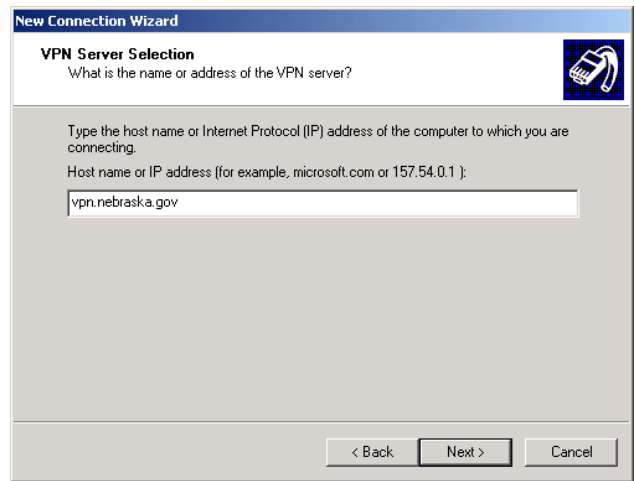 New Connection Wizard
VPN Server Selection
What is the name or address of the VPN server?
Type the host name or Internet Protocol (IP) address of the computer to which you are
connecting.
Host name or IP address (for example, microsoft.com or 157.54.0.1 ):
vpn.nebraska.gov
< Back
Next >
Cancel